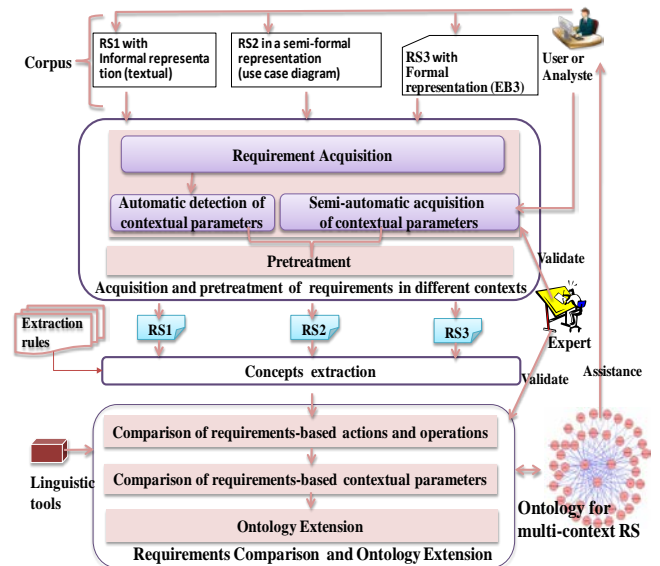 Corpus
RS1 with
Informal representa
tion (textual)
RS2 in a semi-formal
representation
(use case diagram)
RS3 with
Formal
representation (EB3)
User or
Analyste
Requirement Acquisition
Automatic detection of
contextual parameters
Semi-automatic acquisition
of contextual parameters
Pretreatment
Acquisition and pretreatment of requirements in different contexts
Validate
Expert
Extraction
rules
RS1
RS2
RS3
Concepts extraction
Validate
Assistance
Comparison of requirements-based actions and operations
Linguistic
tools
Comparison of requirements-based contextual parameters
Ontology Extension
Requirements Comparison and Ontology Extension
Ontology for
multi-context RS